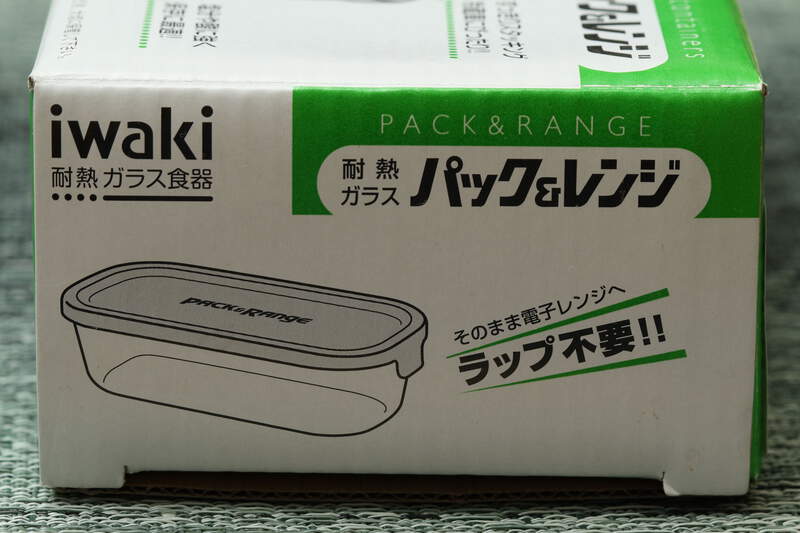 iwaki
耐熱ガラス食器
PACK&RANGE
耐熱
ガラス
パック&レンジ
PACK&RANGE
そのまま電子レンジへ
ラップ不要!!
containers